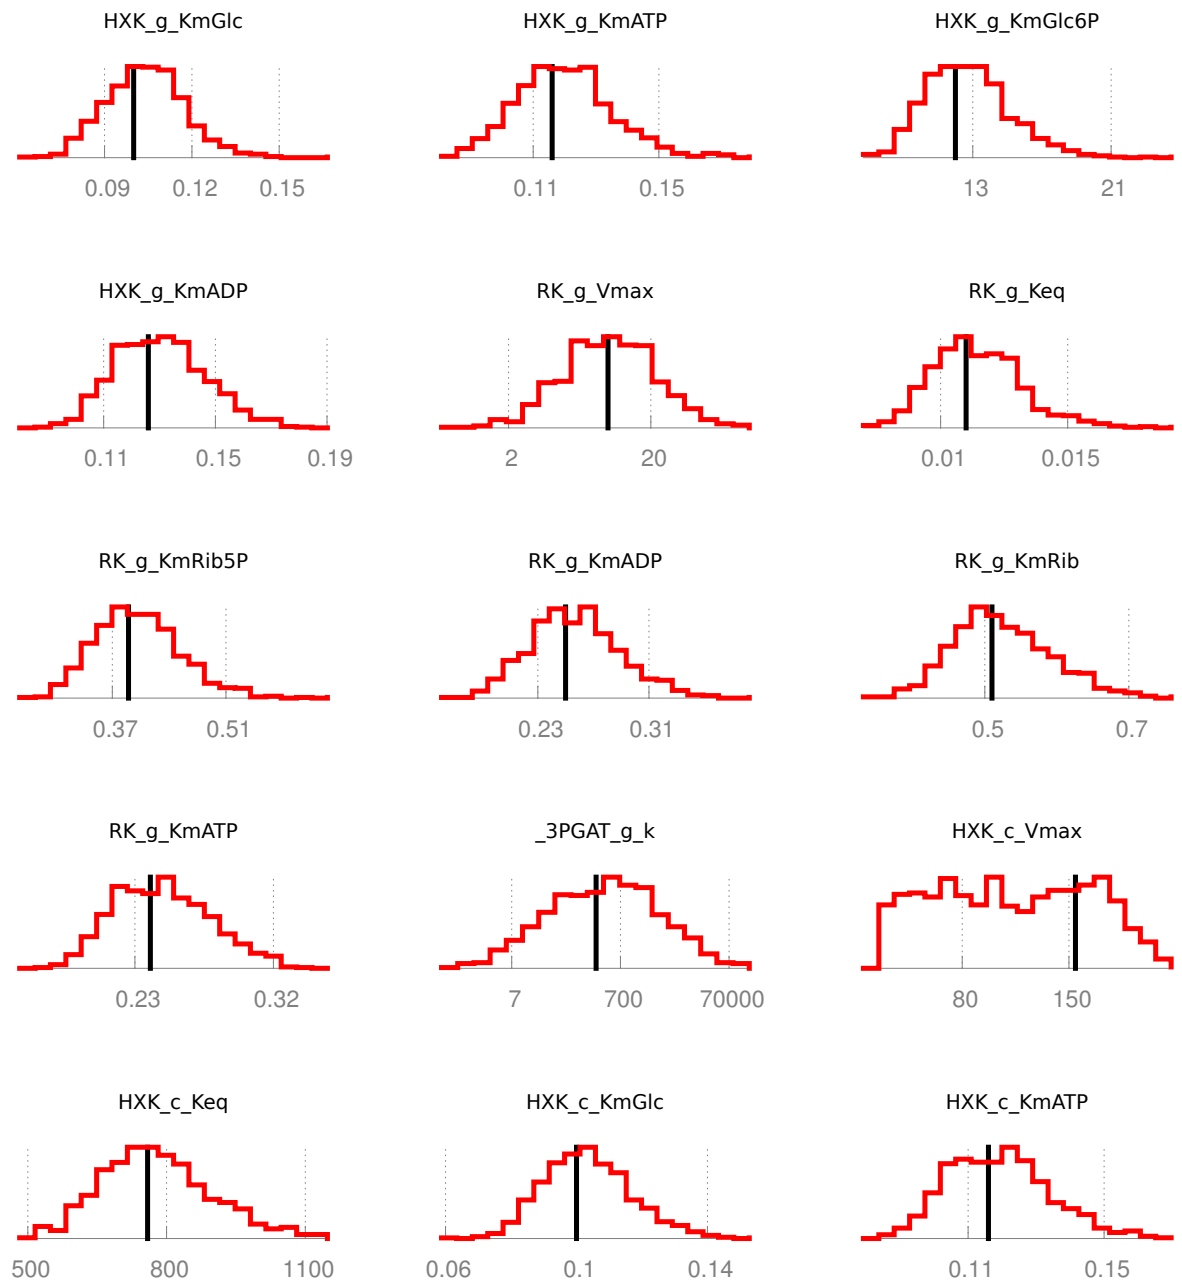 HXK_g_KmGlc HXK_g_KmATP HXK_g_KmGlc6P
0.09 0.12 0.15 0.11 0.15 13 21
HXK_g_KmADP RK_g_Vmax RK_g_Keq
0.11 0.15 0.19 2 20 0.01 0.015
RK_g_KmRib5P RK_g_KmADP RK_g_KmRib
0.37 0.51 0.23 0.31 0.5 0.7
RK_g_KmATP _3PGAT_g_k HXK_c_Vmax
0.23 0.32 7 700 70000 80 150
HXK_c_Keq HXK_c_KmGlc HXK_c_KmATP
500 800 1100 0.06 0.1 0.14 0.11 0.15